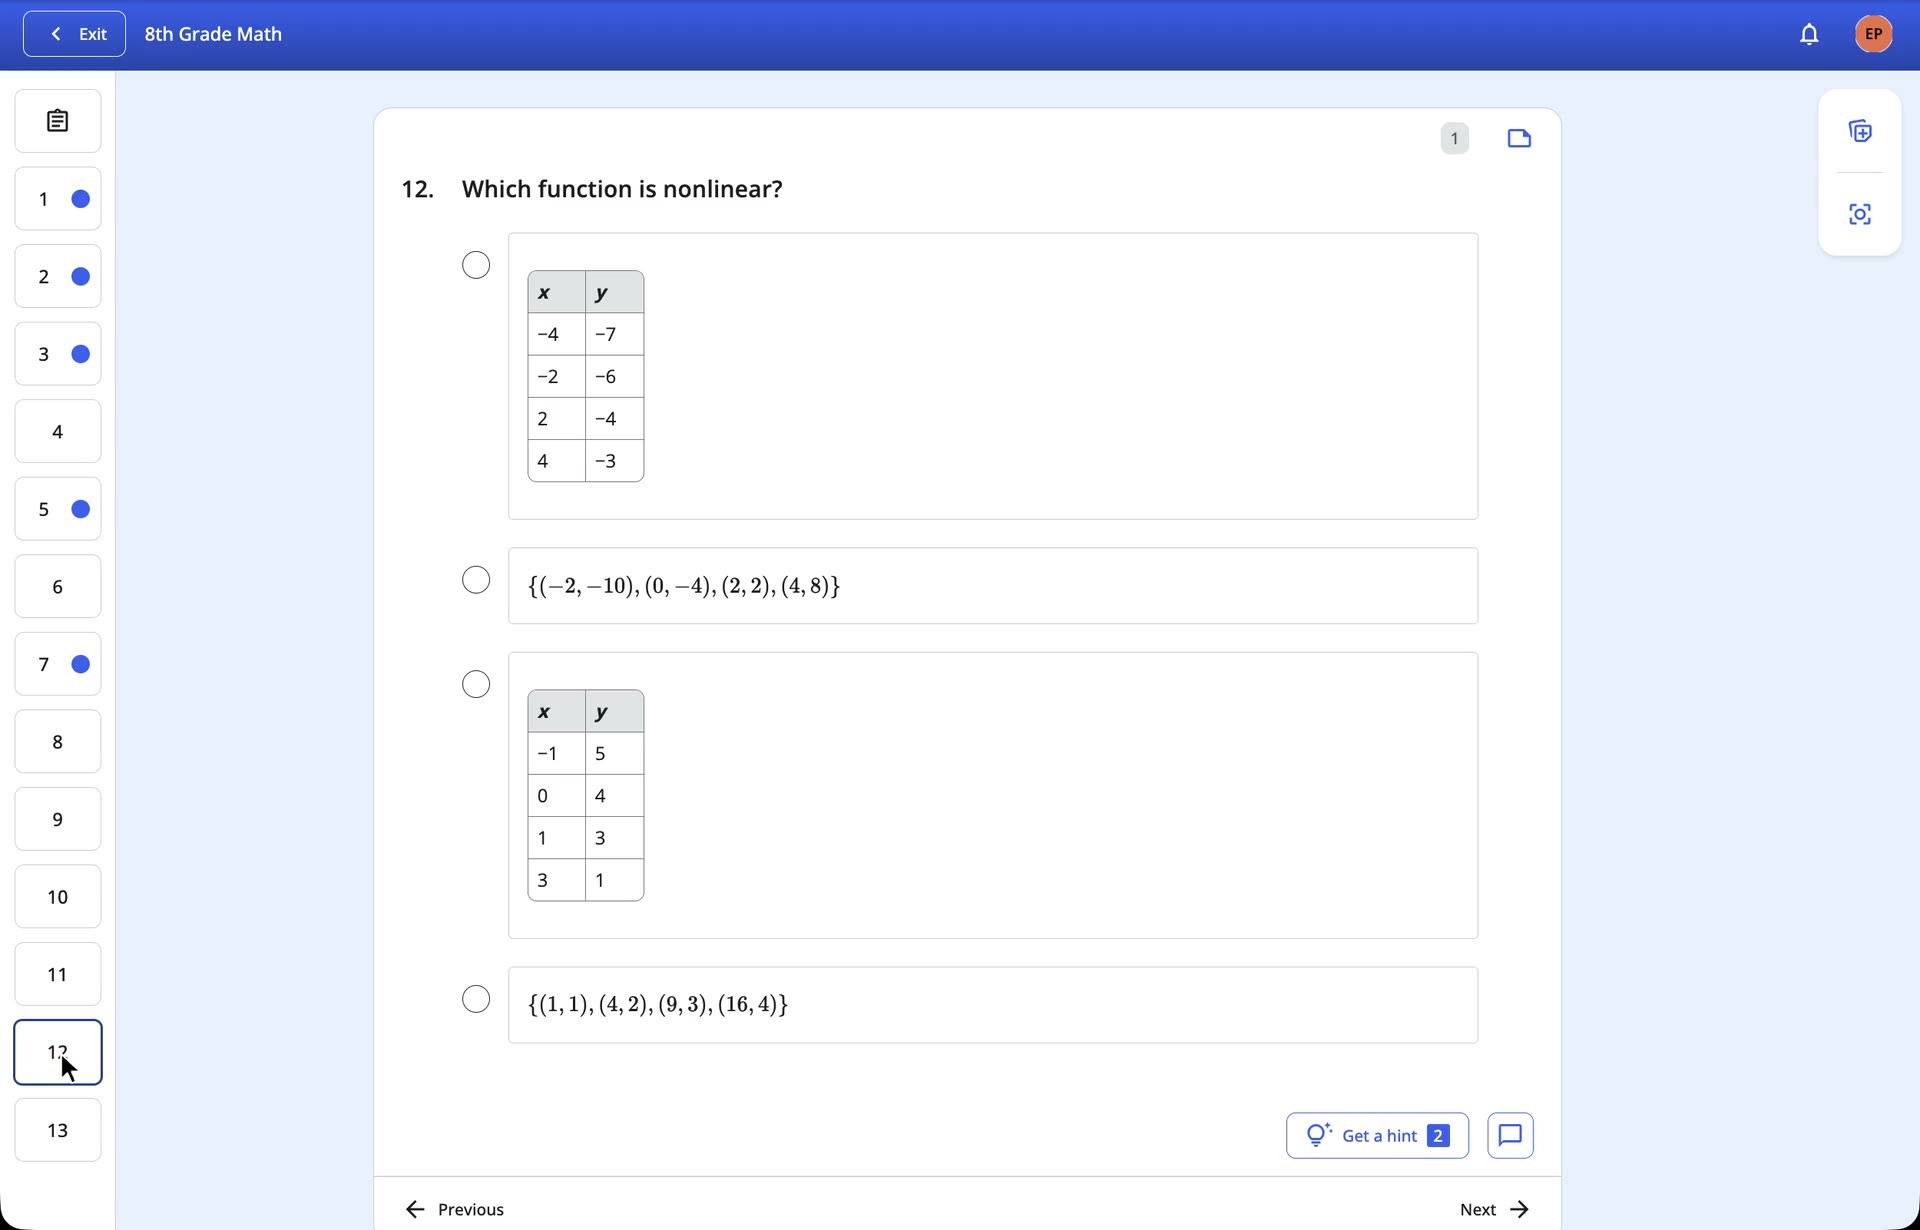 Exit
8th Grade Math
EP
1
2
3
4
5
6
7
8
9
10
11
12
13
1
12. Which function is nonlinear?
x y
−4 −7
−2 −6
2 −4
4 −3
{(−2, −10), (0, −4), (2, 2), (4, 8)}
x y
−1 5
0 4
1 3
3 1
{(1, 1), (4, 2), (9, 3), (16, 4)}
Get a hint 2
Previous
Next